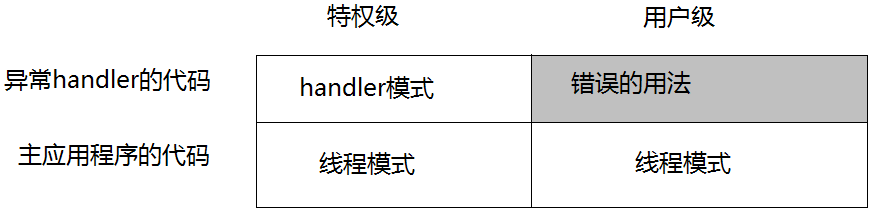 特权级 用户级
异常handler的代码 handler模式 错误的用法
主应用程序的代码 线程模式 线程模式